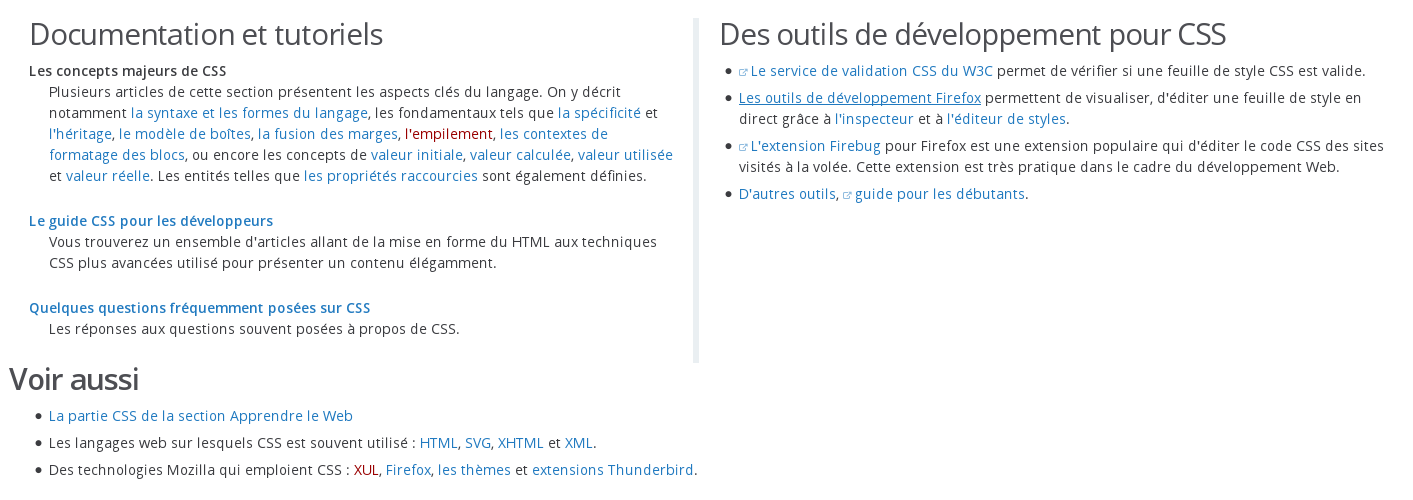 Documentation et tutoriels
Les concepts majeurs de CSS
Plusieurs articles de cette section présentent les aspects clés du langage. On y décrit
notamment la syntaxe et les formes du langage, les fondamentaux tels que la spécificité et
l'héritage, le modèle de boîtes, la fusion des marges, l'empilement, les contextes de
formatage des blocs, ou encore les concepts de valeur initiale, valeur calculée, valeur utilisée
et valeur réelle. Les entités telles que les propriétés raccourcies sont également définies.
Le guide CSS pour les développeurs
Vous trouverez un ensemble d'articles allant de la mise en forme du HTML aux techniques
CSS plus avancées utilisé pour présenter un contenu élégamment.
Quelques questions fréquemment posées sur CSS
Les réponses aux questions souvent posées à propos de CSS.
Des outils de développement pour CSS
• Le service de validation CSS du W3C permet de vérifier si une feuille de style CSS est valide.
• Les outils de développement Firefox permettent de visualiser, d'éditer une feuille de style en
direct grâce à l'inspecteur et à l'éditeur de styles.
• L'extension Firebug pour Firefox est une extension populaire qui d'éditer le code CSS des sites
visités à la volée. Cette extension est très pratique dans le cadre du développement Web.
• D'autres outils, guide pour les débutants.
Voir aussi
• La partie CSS de la section Apprendre le Web
• Les langages web sur lesquels CSS est souvent utilisé : HTML, SVG, XHTML et XML.
• Des technologies Mozilla qui emploient CSS : XUL, Firefox, les thèmes et extensions Thunderbird.